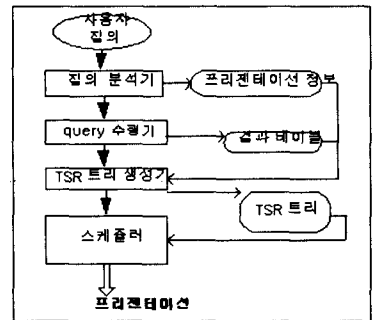 사용자
질의
질의 분석기
프리젠테이션 정보
query 수행기
결과 테이블
TSR 트리 생성기
TSR 트리
스케쥴러
프리젠테이션